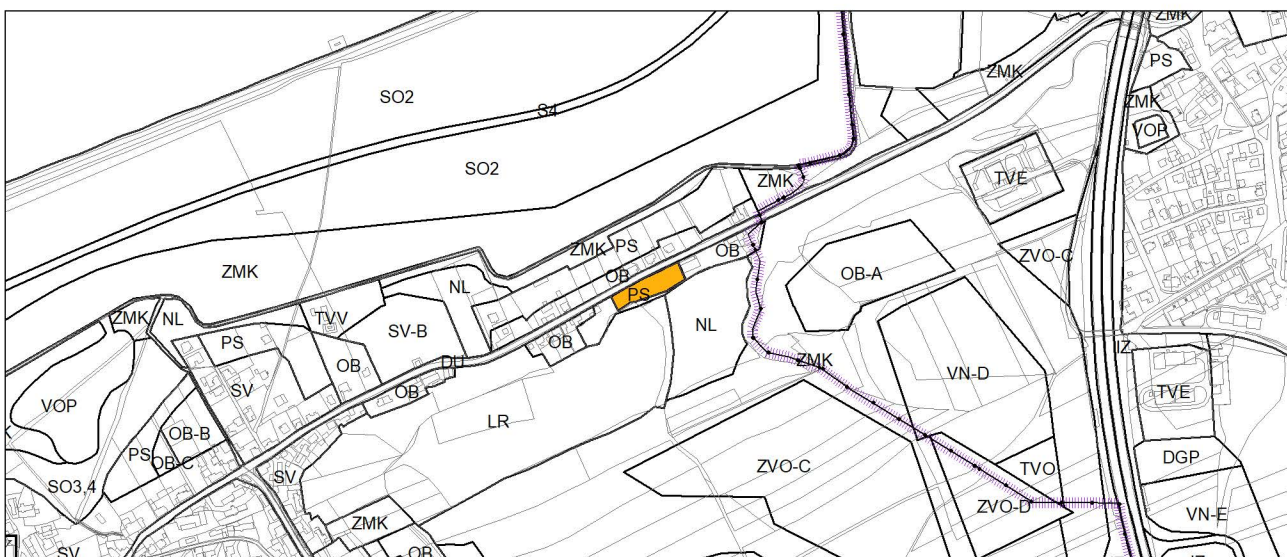 ZMK
SO2
ZMK
PS
S4
ZMK
VOP
SO2
TVE
ZMK
ZMK
PS
OB
ZVO-C
ZMK
OB
OB-A
NL
PS
ZMK
NL
TVV
SV-B
NL
PS
OB
DU
ZMK
IZ
OB
VN-D
SV
OB
TVE
VOP
LR
OB-B
PS
OB-C
DGP
ZVO-C
TVO
SV
SO3,4
ZVO-D
VN-E
ZMK
SV
OB
IZ